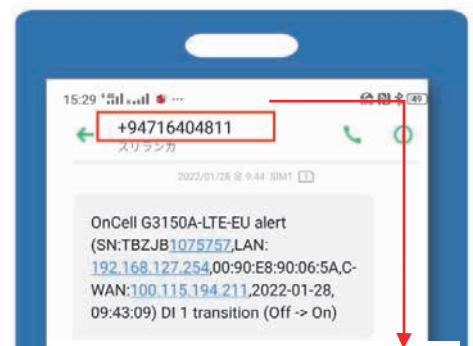 15:29
49
+94716404811
スリランカ
2022/01/28 金 9:44 SIM1 1
OnCell G3150A-LTE-EU alert
(SN:TBZJB1075757,LAN:
192.168.127.254,00:90:E8:90:06:5A,C-
WAN:100.115.194.211,2022-01-28,
09:43:09) DI 1 transition (Off -> On)